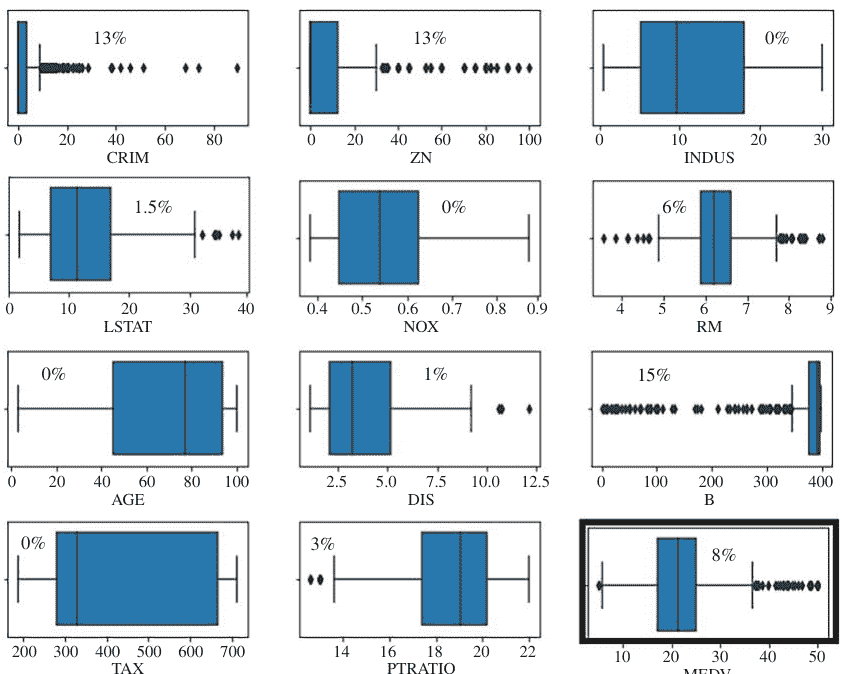 13%
0 20 40 60 80
CRIM
13%
0 20 40 60 80 100
ZN
0%
0 10 20 30
INDUS
1.5%
0 10 20 30 40
LSTAT
0%
0.4 0.5 0.6 0.7 0.8 0.9
NOX
6%
4 5 6 7 8 9
RM
0%
0 20 40 60 80 100
AGE
1%
2.5 5.0 7.5 10.0 12.5
DIS
15%
0 100 200 300 400
B
0%
200 300 400 500 600 700
TAX
3%
14 16 18 20 22
PTRATIO
8%
10 20 30 40 50
MEDV